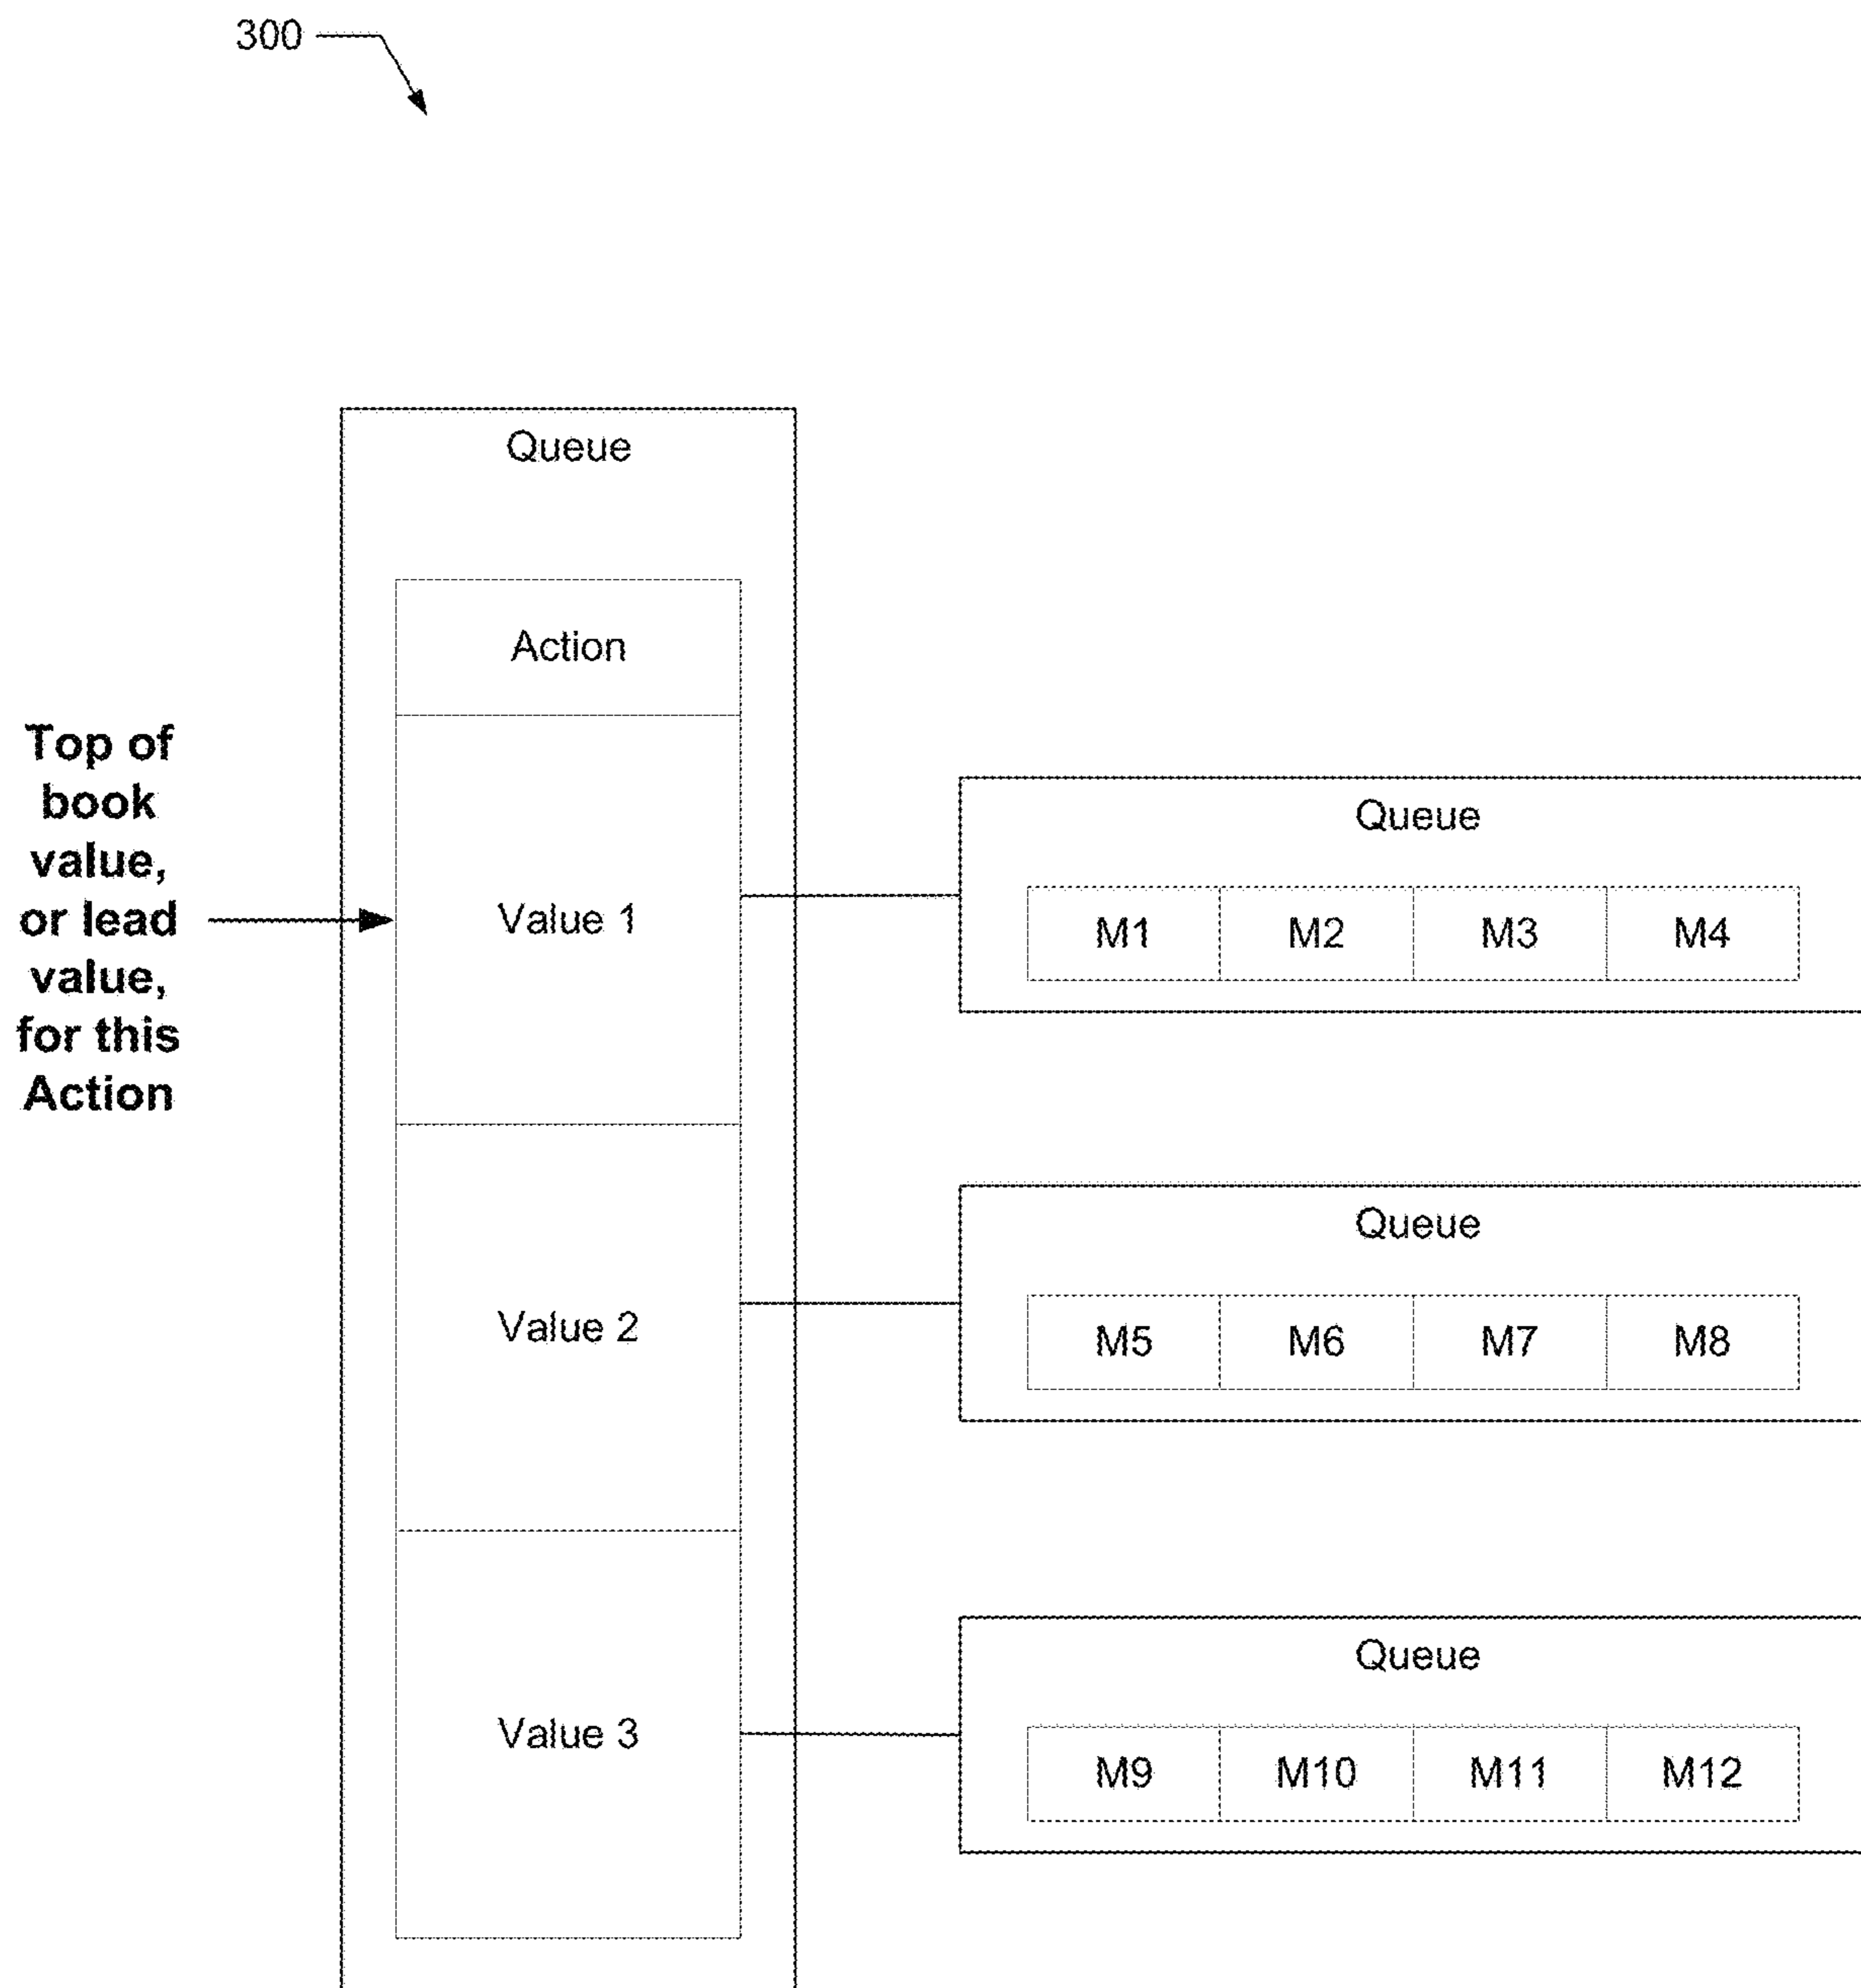 300
Queue
Action
Top of
book
value,
or lead
value,
for this
Action
Value 1
Queue
M1 M2 M3 M4
Value 2
Queue
M5 M6 M7 M8
Value 3
Queue
M9 M10 M11 M12